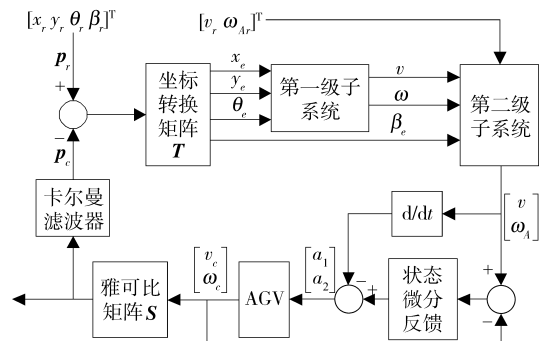 [x_r y_r θ_r β_r]^T
[v_r ω_Ar]^T
p_r
+
−
p_c
坐标
转换
矩阵
T
x_e
y_e
θ_e
第一级子
系统
v
ω
β_e
第二级
子系统
卡尔曼
滤波器
d/dt
[v
ω_A]
雅可比
矩阵S
[v_c
ω_c]
AGV
[a_1
a_2]
−
+
状态
微分
反馈
+
−